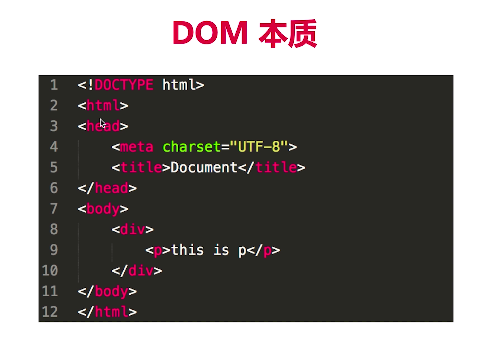 DOM 本质
1 <!DOCTYPE html>
2 <html>
3 <head>
4     <meta charset="UTF-8">
5     <title>Document</title>
6 </head>
7 <body>
8     <div>
9         <p>this is p</p>
10     </div>
11 </body>
12 </html>